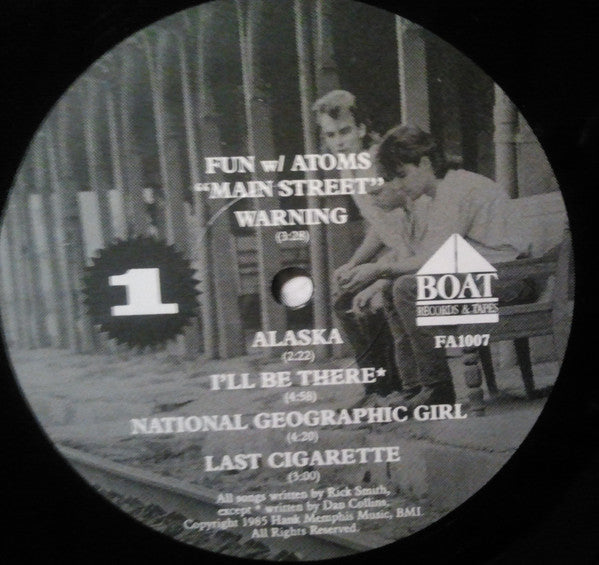 FUN w/ ATOMS
"MAIN STREET"
WARNING
(3:28)
1
BOAT
RECORDS & TAPES
FA1007
ALASKA
(2:22)
I'LL BE THERE*
(4:58)
NATIONAL GEOGRAPHIC GIRL
(4:20)
LAST CIGARETTE
(3:00)
All songs written by Rick Smith,
except * written by Dan Collins.
Copyright 1985 Hank Memphis Music, BMI.
All Rights Reserved.